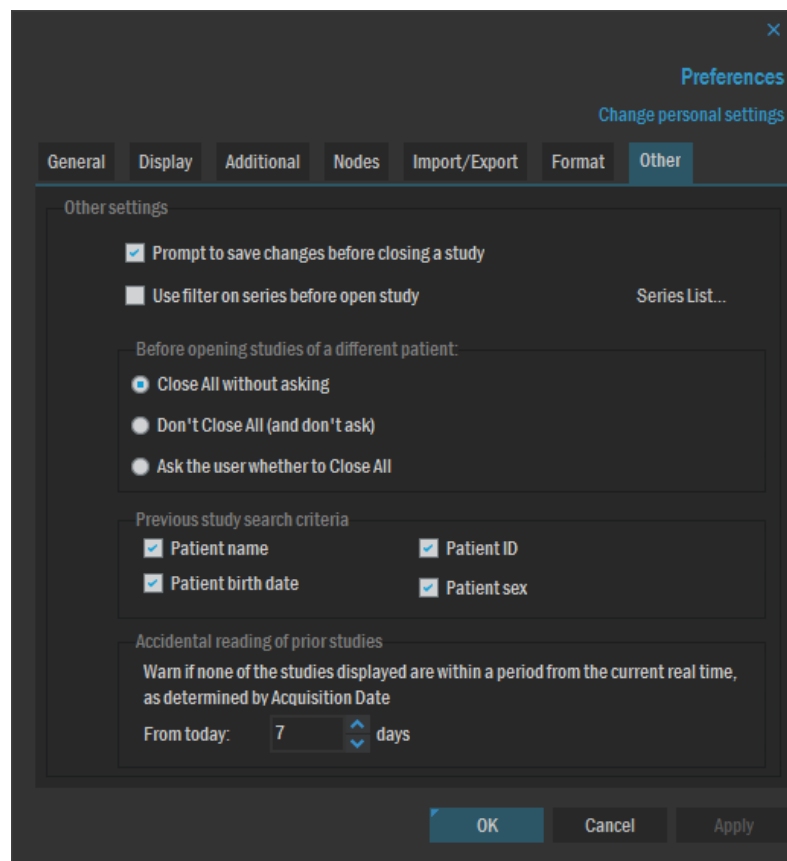 Preferences
Change personal settings
General Display Additional Nodes Import/Export Format Other
Other settings
Prompt to save changes before closing a study
Use filter on series before open study Series List...
Before opening studies of a different patient:
Close All without asking
Don't Close All (and don't ask)
Ask the user whether to Close All
Previous study search criteria
Patient name Patient ID
Patient birth date Patient sex
Accidental reading of prior studies
Warn if none of the studies displayed are within a period from the current real time,
as determined by Acquisition Date
From today: 7 days
OK Cancel Apply